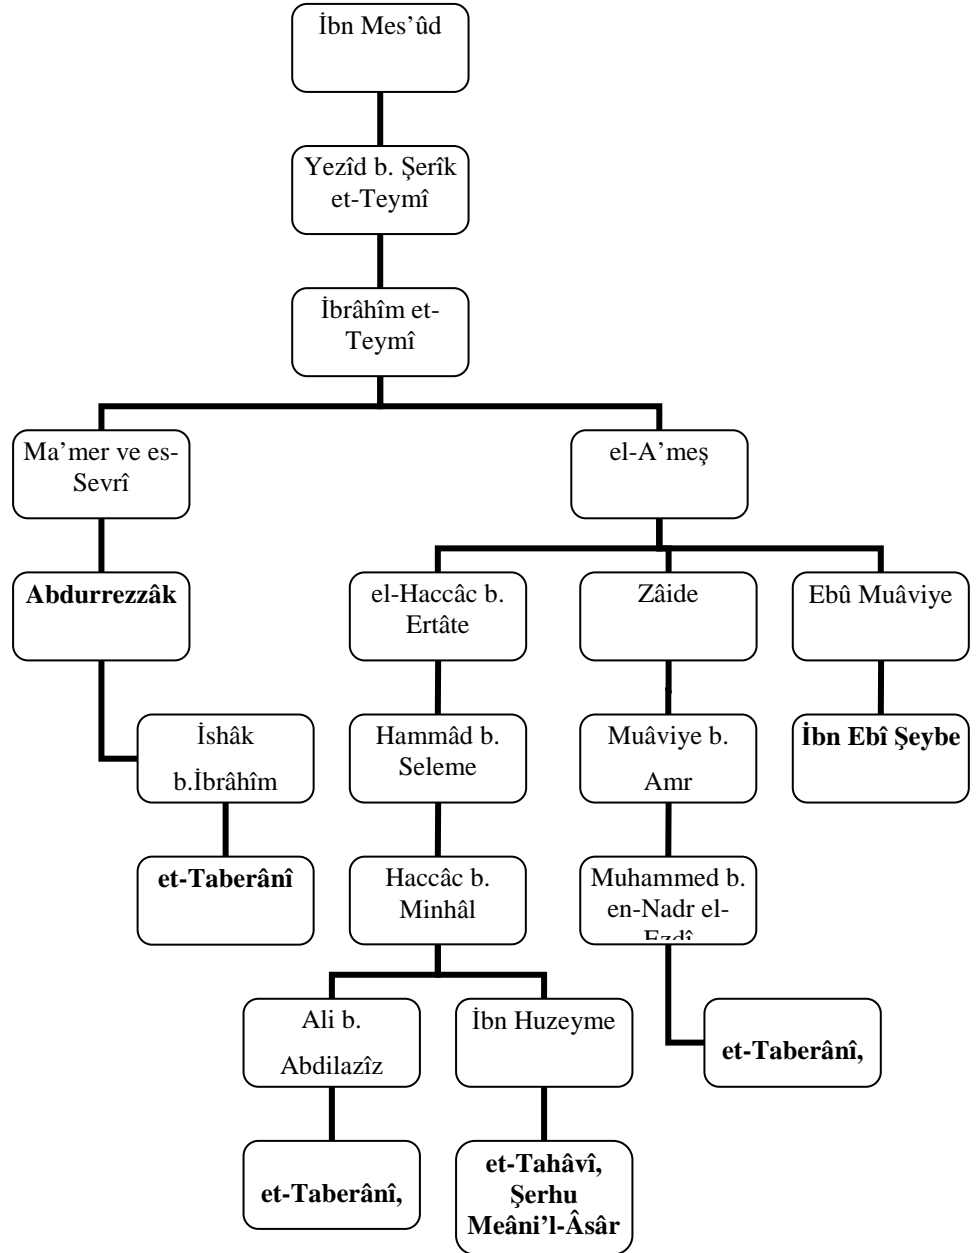 İbn Mes’ûd
Yezîd b. Şerîk
et-Teymî
İbrâhîm et-
Teymî
Ma’mer ve es-
Sevrî
el-A’meş
Abdurrezzâk
el-Haccâc b.
Ertâte
Zâide
Ebû Muâviye
İshâk
b.İbrâhîm
Hammâd b.
Seleme
Muâviye b.
Amr
İbn Ebî Şeybe
et-Taberânî
Haccâc b.
Minhâl
Muhammed b.
en-Nadr el-
Ezdî
Ali b.
Abdilazîz
İbn Huzeyme
et-Taberânî,
et-Taberânî,
et-Tahâvî,
Şerhu
Meâni’l-Âsâr